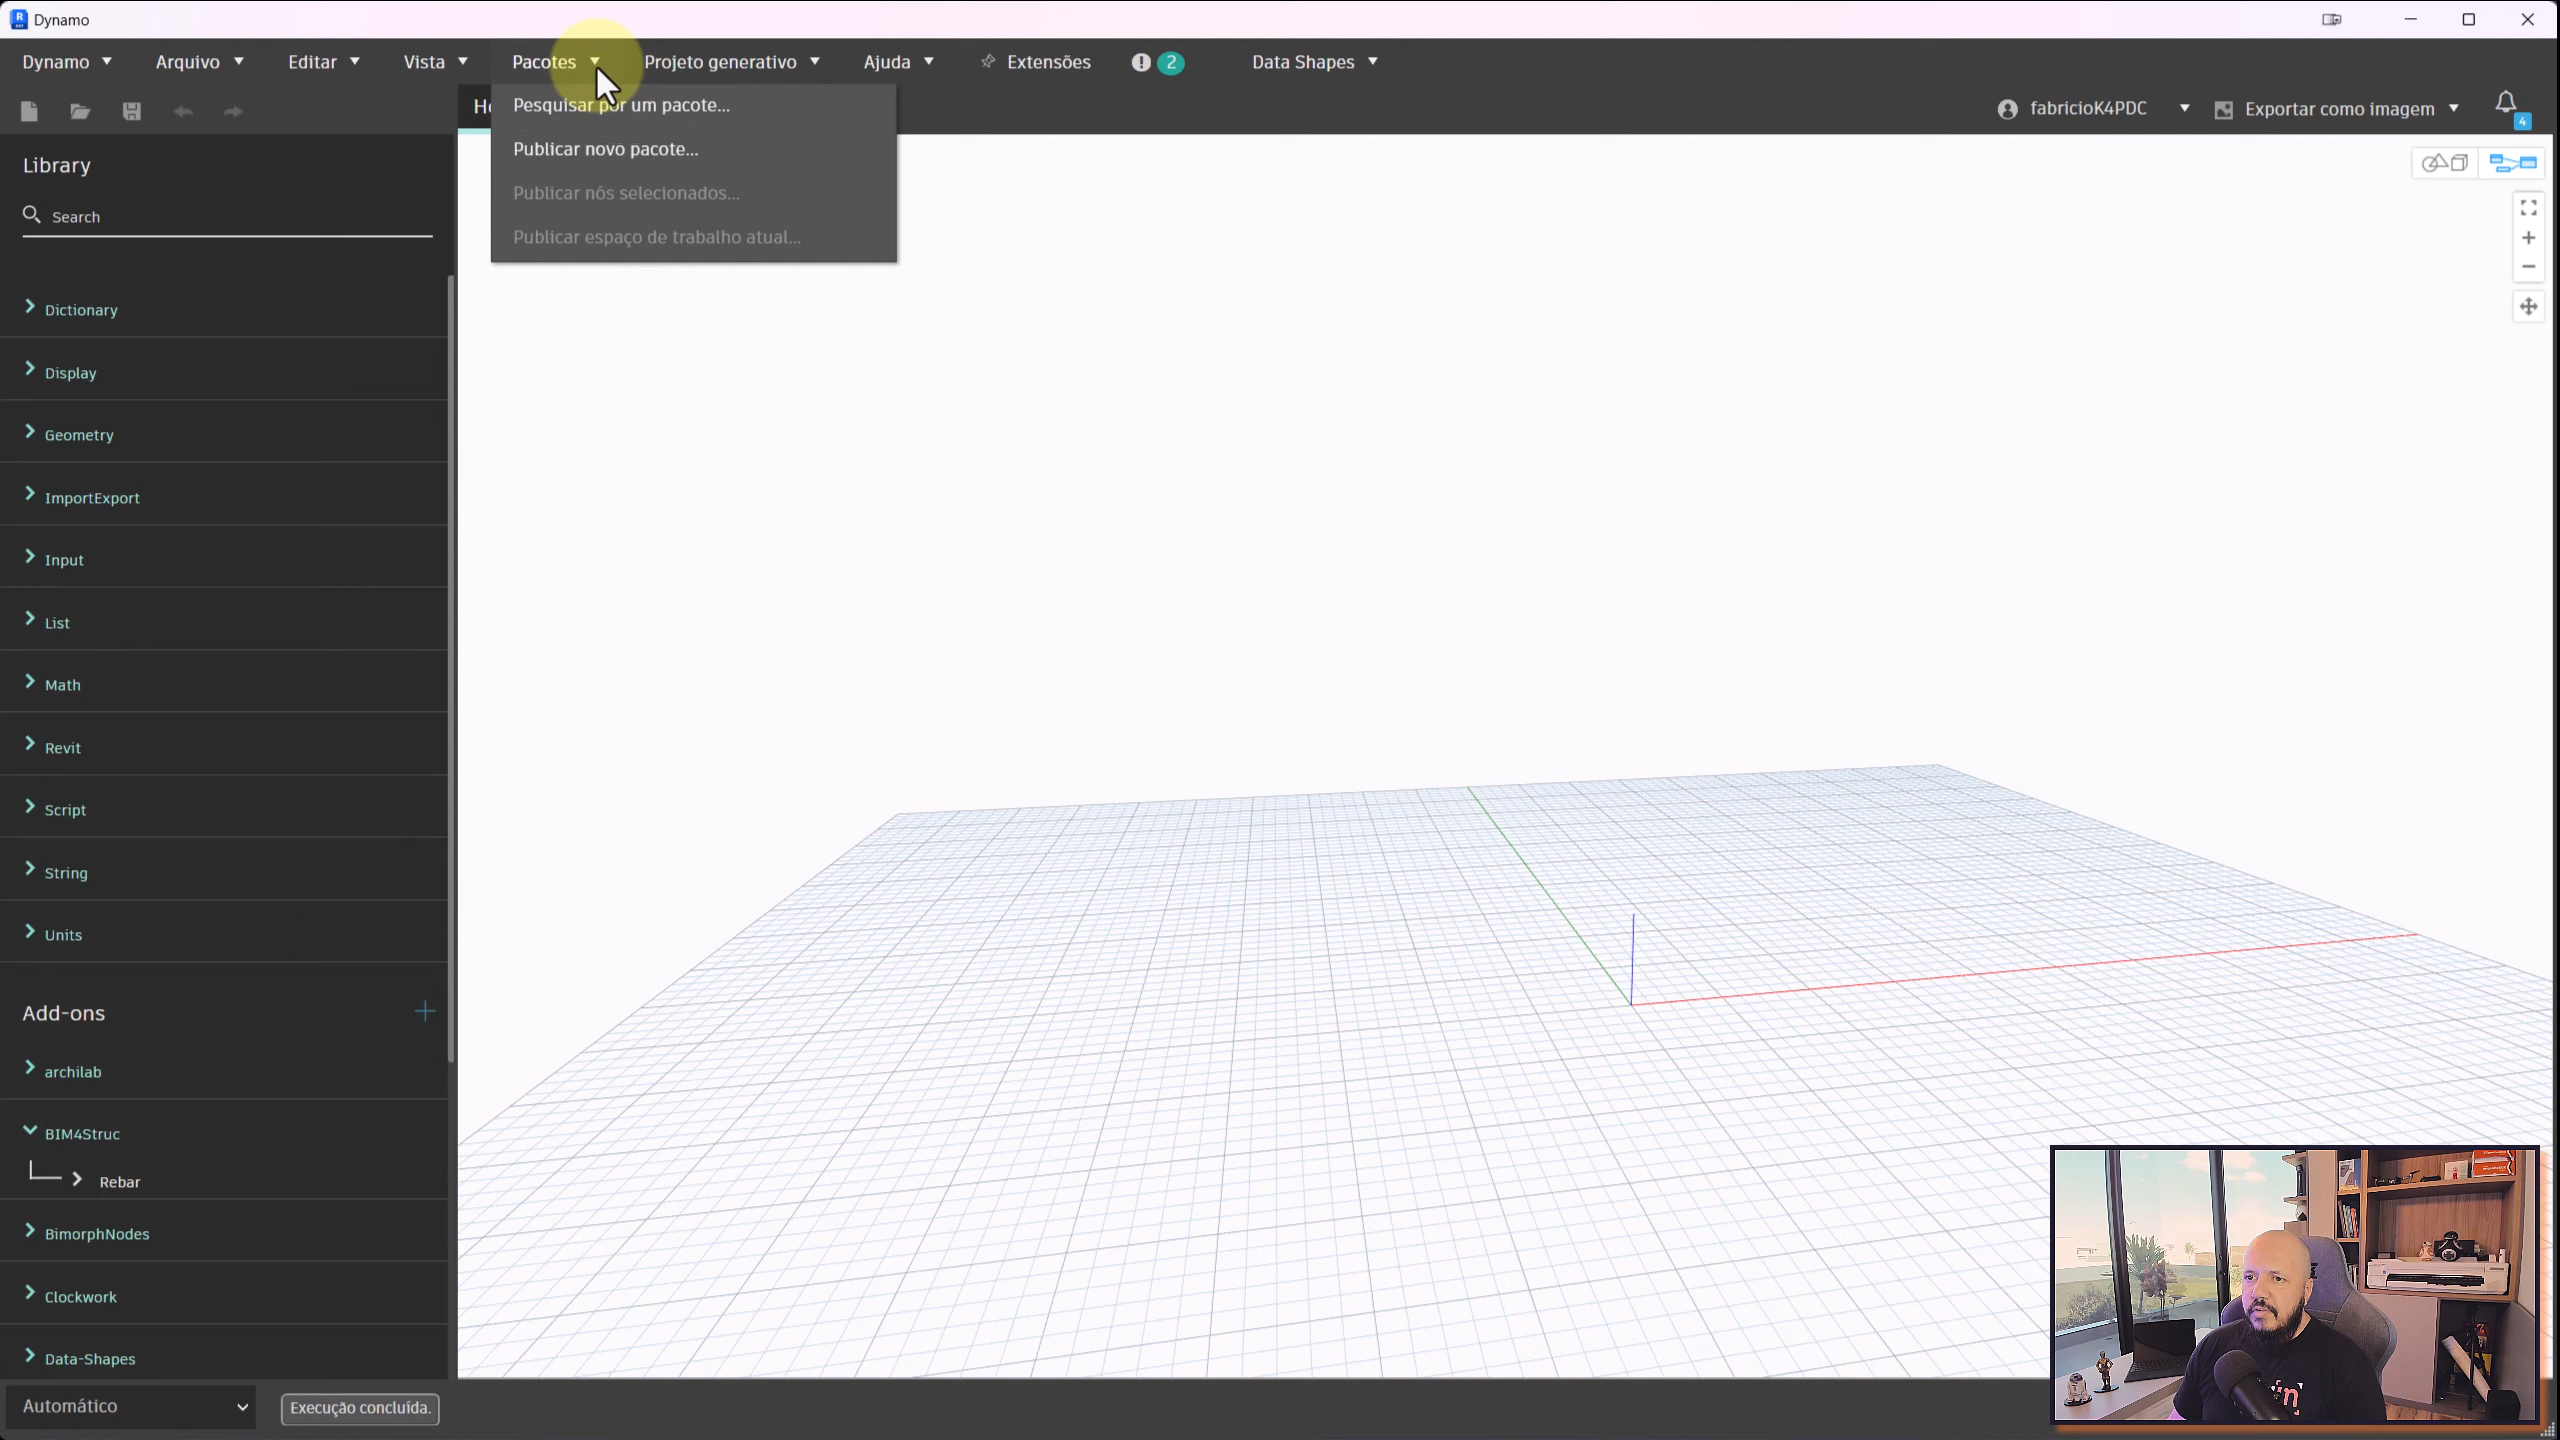 Dynamo
Dynamo
Arquivo
Editar
Vista
Pacotes
Projeto generativo
Ajuda
Extensões
2
Data Shapes
Pesquisar por um pacote...
Publicar novo pacote...
Publicar nós selecionados...
Publicar espaço de trabalho atual...
fabricioK4PDC
Exportar como imagem
4
Library
Search
Dictionary
Display
Geometry
ImportExport
Input
List
Math
Revit
Script
String
Units
Add-ons
archilab
BIM4Struc
Rebar
BimorphNodes
Clockwork
Data-Shapes
Automático
Execução concluída.